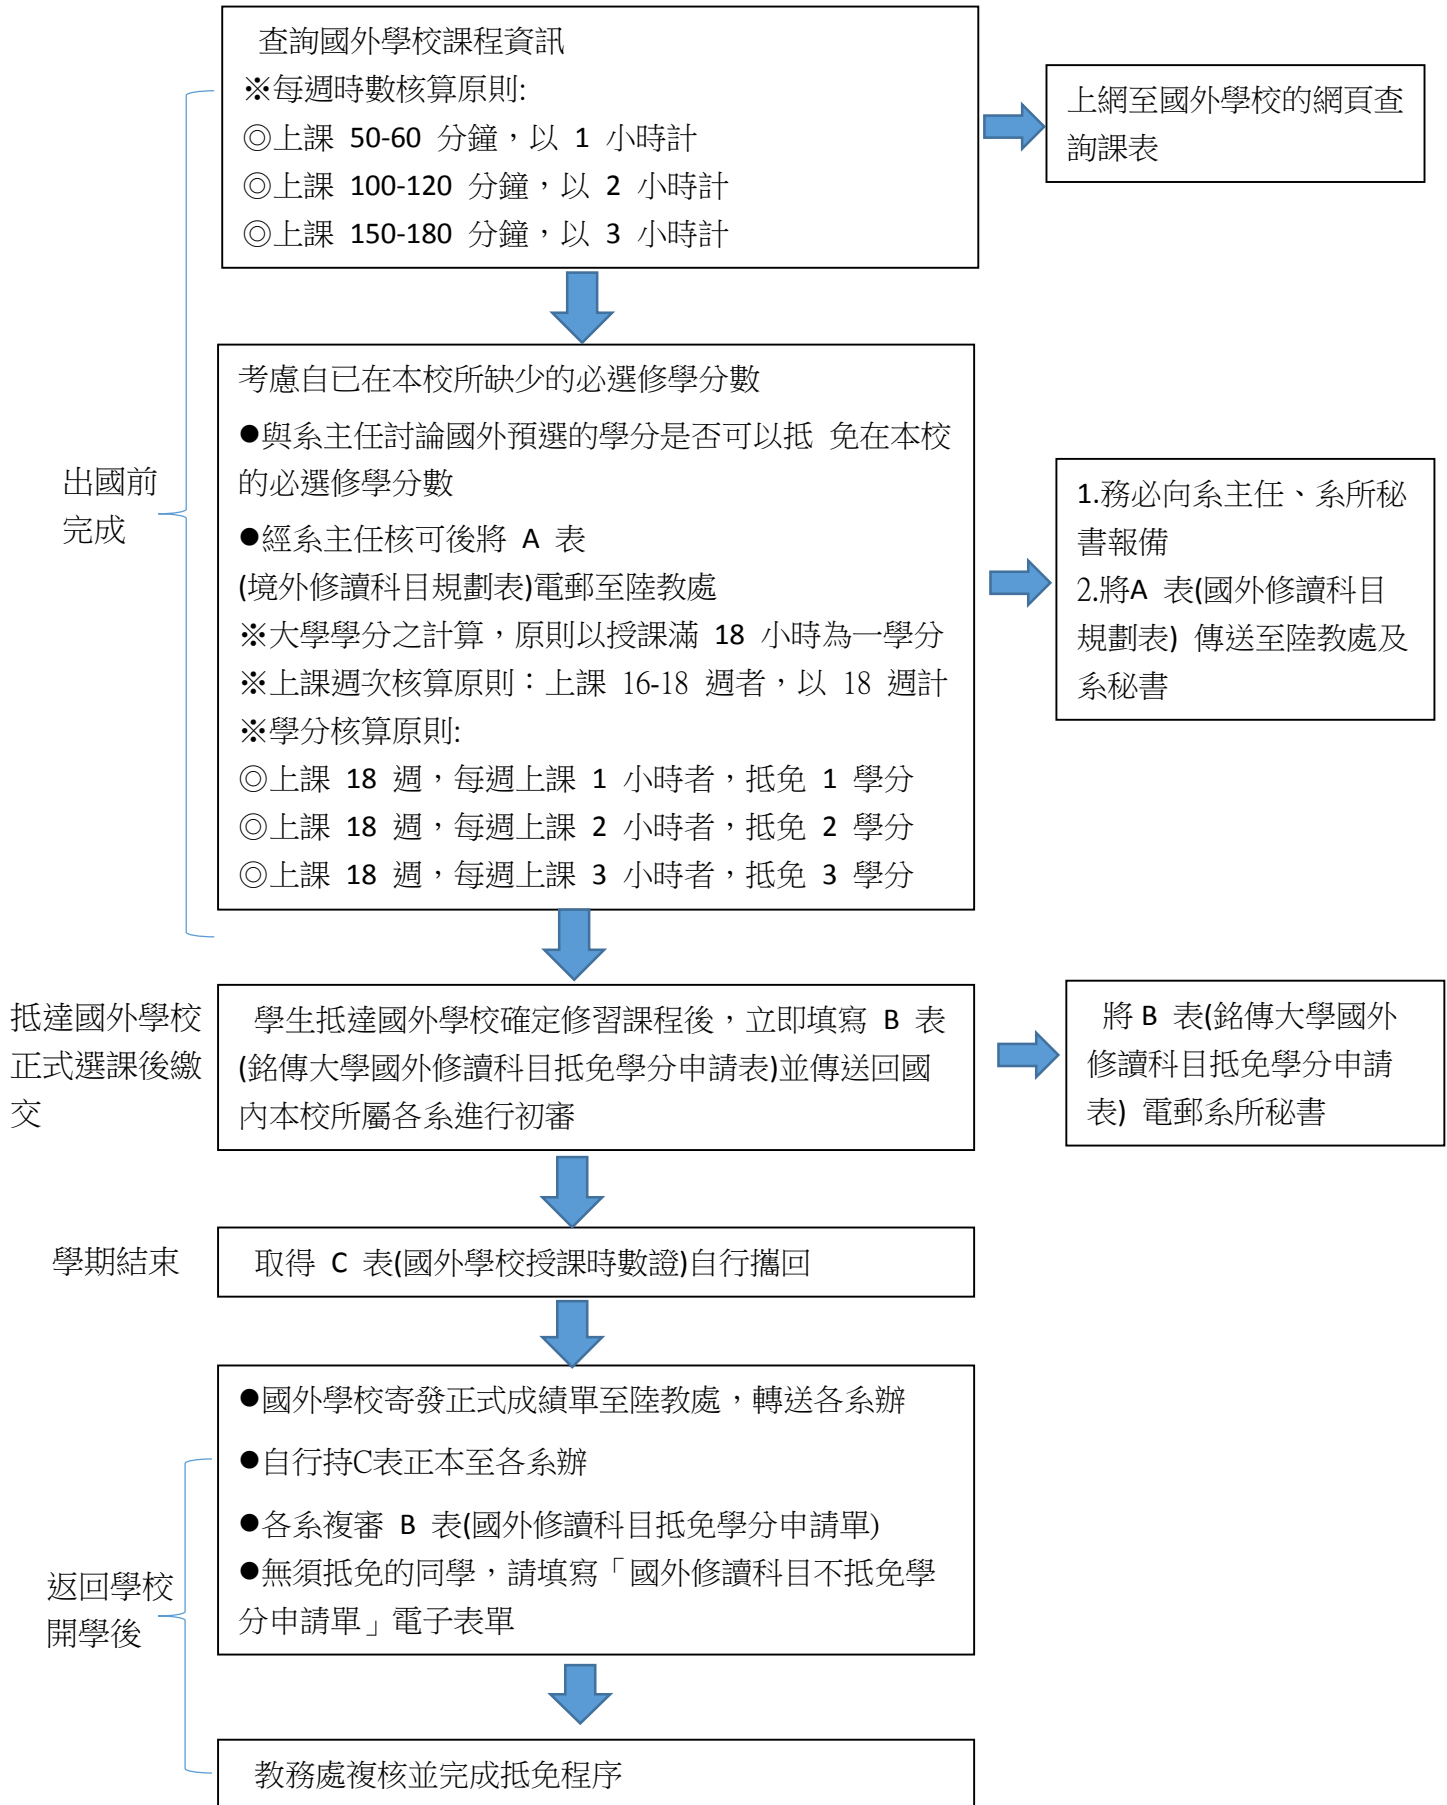 查詢國外學校課程資訊
※每週時數核算原則:
◎上課 50-60 分鐘，以 1 小時計
◎上課 100-120 分鐘，以 2 小時計
◎上課 150-180 分鐘，以 3 小時計
上網至國外學校的網頁查
詢課表
出國前
完成
考慮自已在本校所缺少的必選修學分數
●與系主任討論國外預選的學分是否可以抵 免在本校
的必選修學分數
●經系主任核可後將 A 表
(境外修讀科目規劃表)電郵至陸教處
※大學學分之計算，原則以授課滿 18 小時為一學分
※上課週次核算原則：上課 16-18 週者，以 18 週計
※學分核算原則:
◎上課 18 週，每週上課 1 小時者，抵免 1 學分
◎上課 18 週，每週上課 2 小時者，抵免 2 學分
◎上課 18 週，每週上課 3 小時者，抵免 3 學分
1.務必向系主任、系所秘
書報備
2.將A 表(國外修讀科目
規劃表) 傳送至陸教處及
系秘書
抵達國外學校
正式選課後繳
交
學生抵達國外學校確定修習課程後，立即填寫 B 表
(銘傳大學國外修讀科目抵免學分申請表)並傳送回國
內本校所屬各系進行初審
將 B 表(銘傳大學國外
修讀科目抵免學分申請
表) 電郵系所秘書
學期結束
取得 C 表(國外學校授課時數證)自行攜回
●國外學校寄發正式成績單至陸教處，轉送各系辦
●自行持C表正本至各系辦
●各系複審 B 表(國外修讀科目抵免學分申請單)
●無須抵免的同學，請填寫「國外修讀科目不抵免學
分申請單」電子表單
返回學校
開學後
教務處複核並完成抵免程序